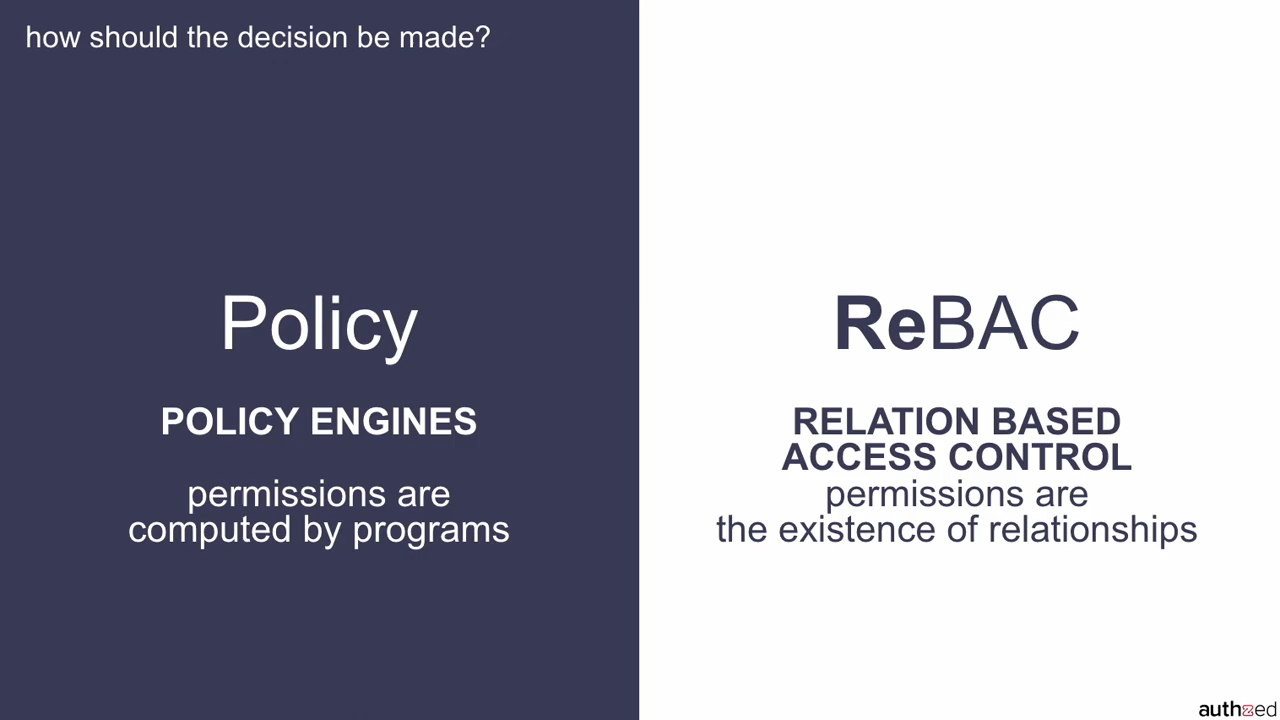 how should the decision be made?
Policy
POLICY ENGINES
permissions are
computed by programs
ReBAC
RELATION BASED
ACCESS CONTROL
permissions are
the existence of relationships
authzed